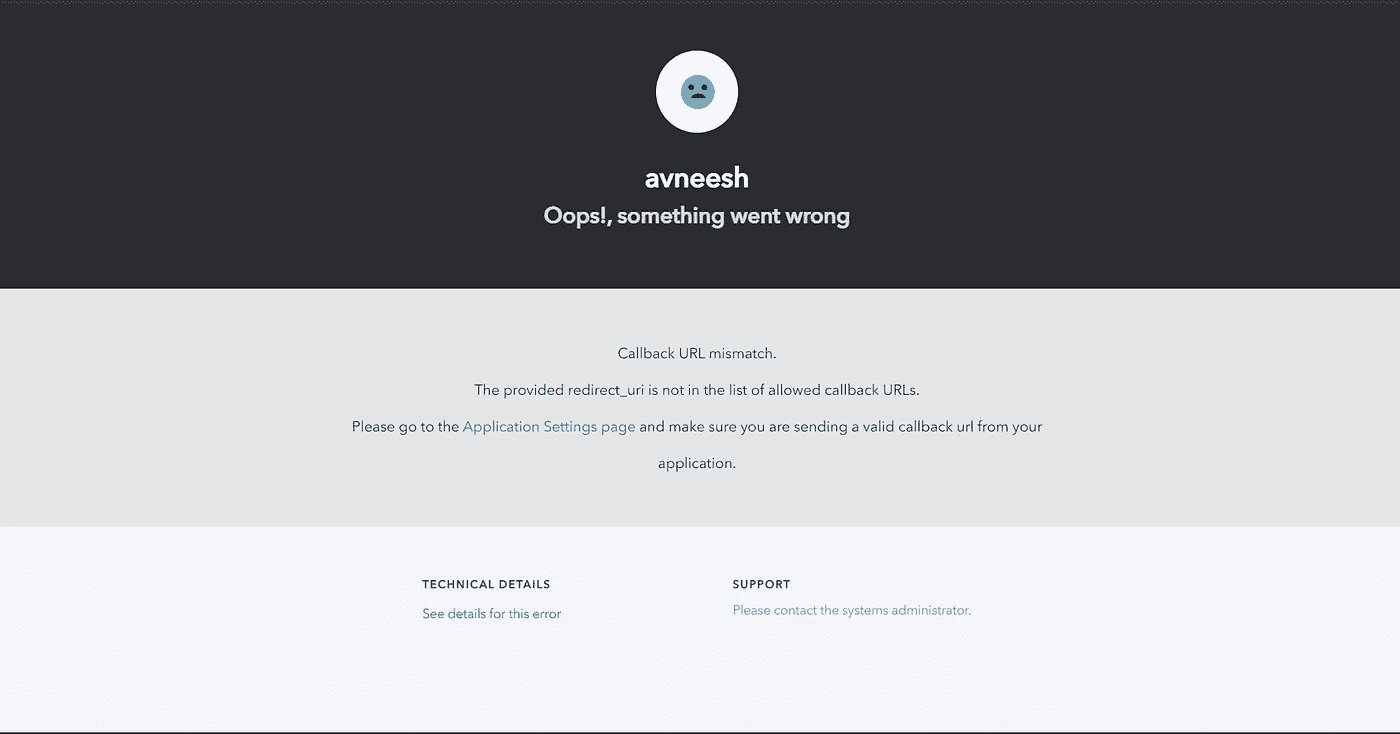 avneesh
Oops!, something went wrong
Callback URL mismatch.
The provided redirect_uri is not in the list of allowed callback URLs.
Please go to the Application Settings page and make sure you are sending a valid callback url from your
application.
TECHNICAL DETAILS
See details for this error
SUPPORT
Please contact the systems administrator.